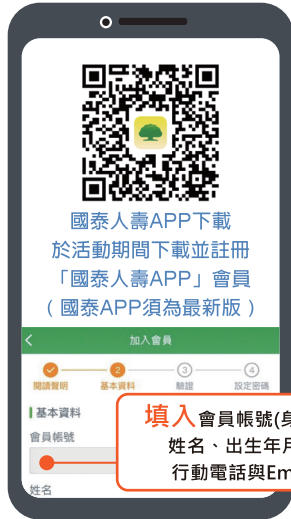 國泰人壽APP下載
於活動期間下載並註冊
「國泰人壽APP」會員
(國泰APP須為最新版)
加入會員
1 2 3 4
閱讀聲明 基本資料 驗證 設定密碼
基本資料
會員帳號
填入會員帳號(身
姓名、出生年月
行動電話與Em
姓名